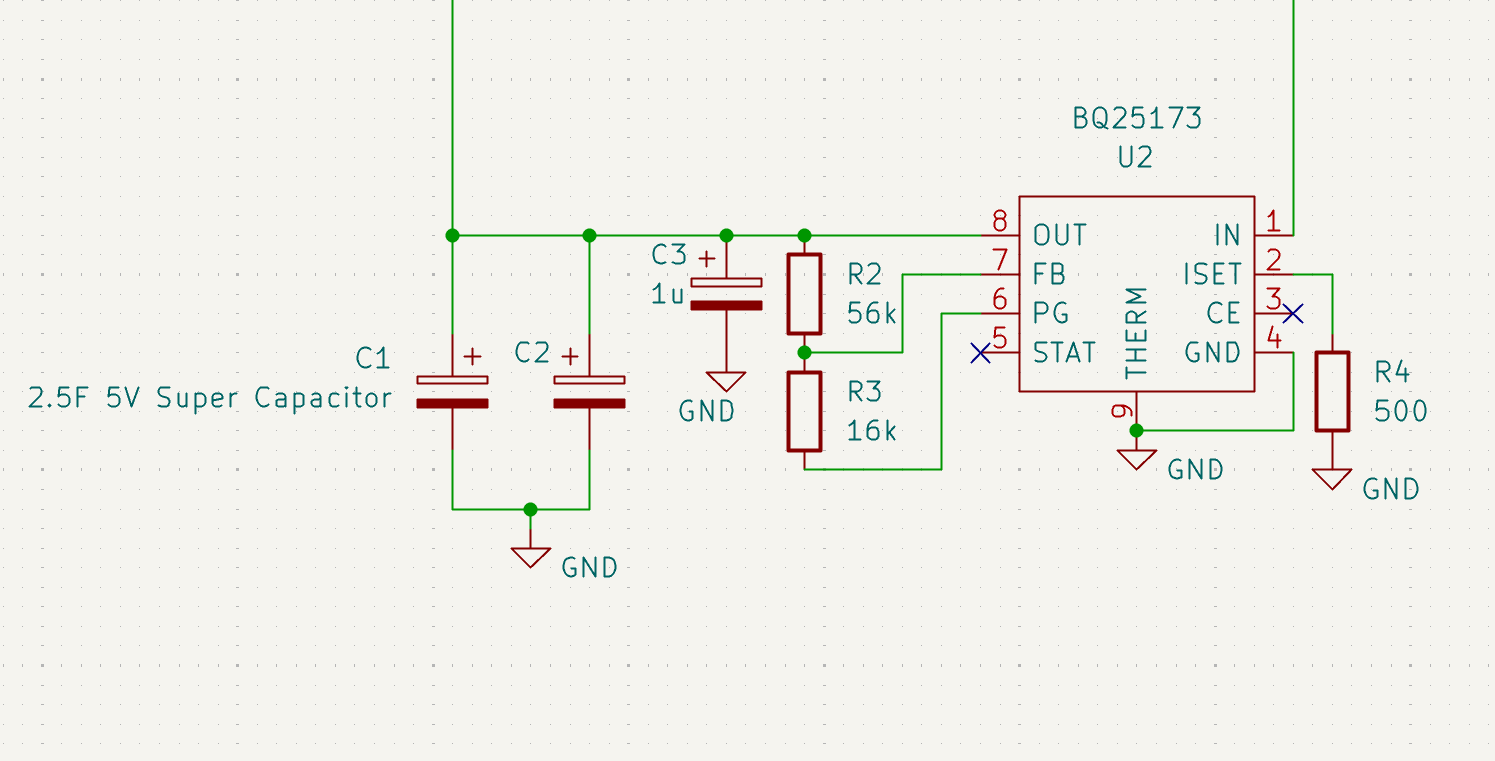 BQ25173
U2
8 OUT IN 1
7 FB ISET 2
6 PG CE 3
5 STAT GND 4
THERM
9
GND
C3 +
1u
GND
R2
56k
R3
16k
C1 +
2.5F 5V Super Capacitor
C2 +
GND
R4
500
GND